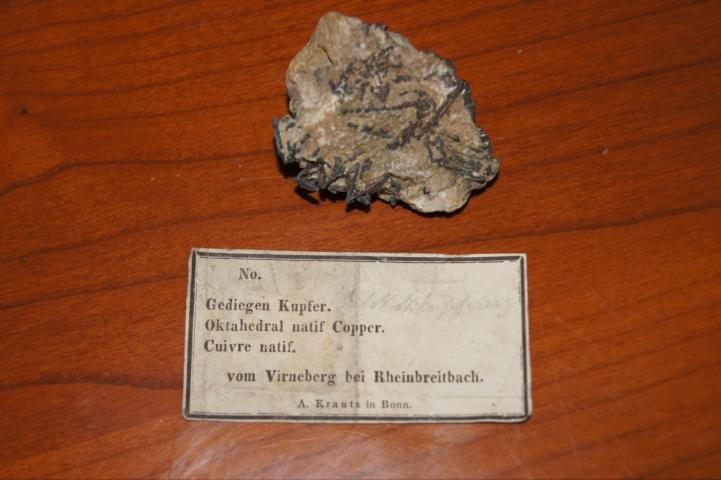 No.
Gediegen Kupfer.
Oktahedral natif Copper.
Cuivre natif.
vom Virneberg bei Rheinbreitbach.
A. Krantz in Bonn.